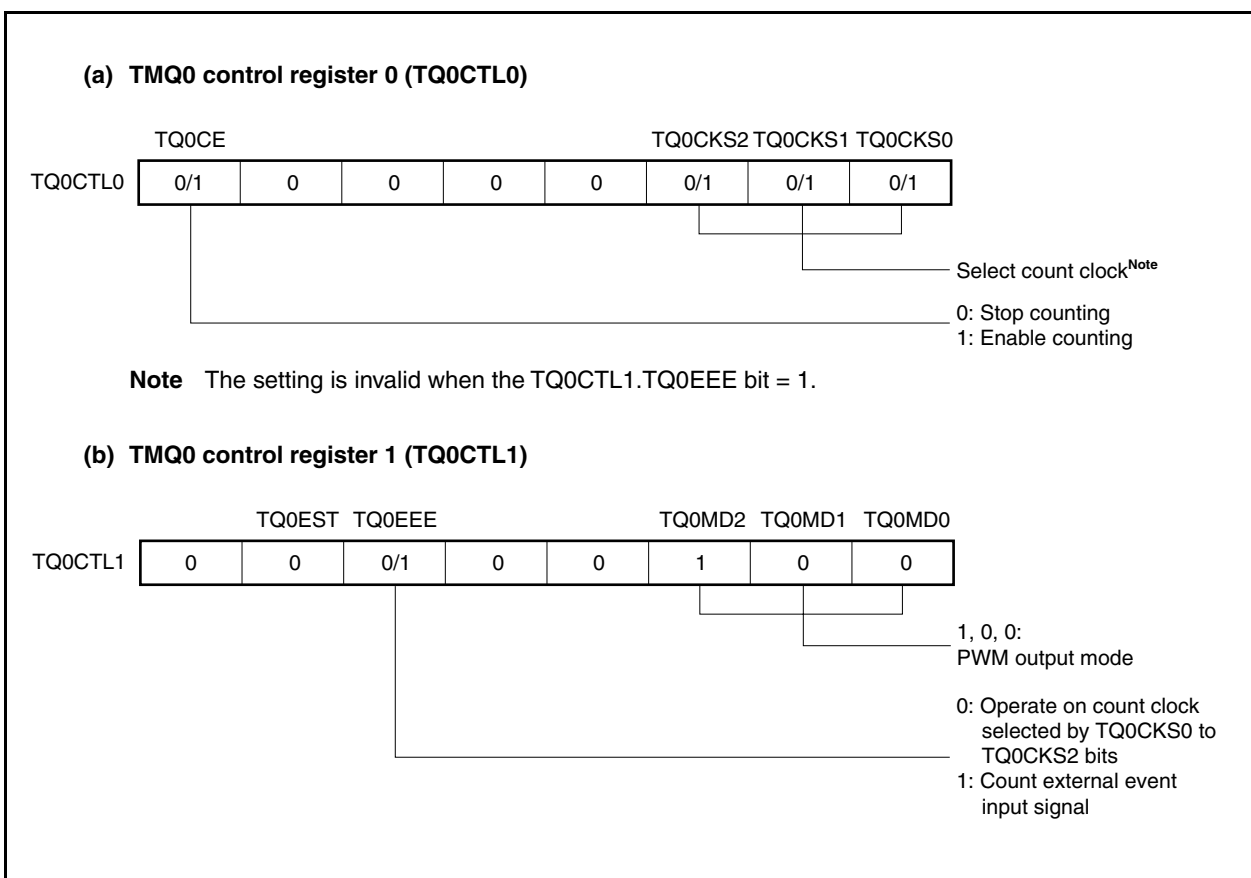 (a) TMQ0 control register 0 (TQ0CTL0)
TQ0CE TQ0CKS2 TQ0CKS1 TQ0CKS0
TQ0CTL0 0/1 0 0 0 0 0/1 0/1 0/1
Select count clockNote
0: Stop counting
1: Enable counting
Note The setting is invalid when the TQ0CTL1.TQ0EEE bit = 1.
(b) TMQ0 control register 1 (TQ0CTL1)
TQ0EST TQ0EEE TQ0MD2 TQ0MD1 TQ0MD0
TQ0CTL1 0 0 0/1 0 0 1 0 0
1, 0, 0:
PWM output mode
0: Operate on count clock
selected by TQ0CKS0 to
TQ0CKS2 bits
1: Count external event
input signal